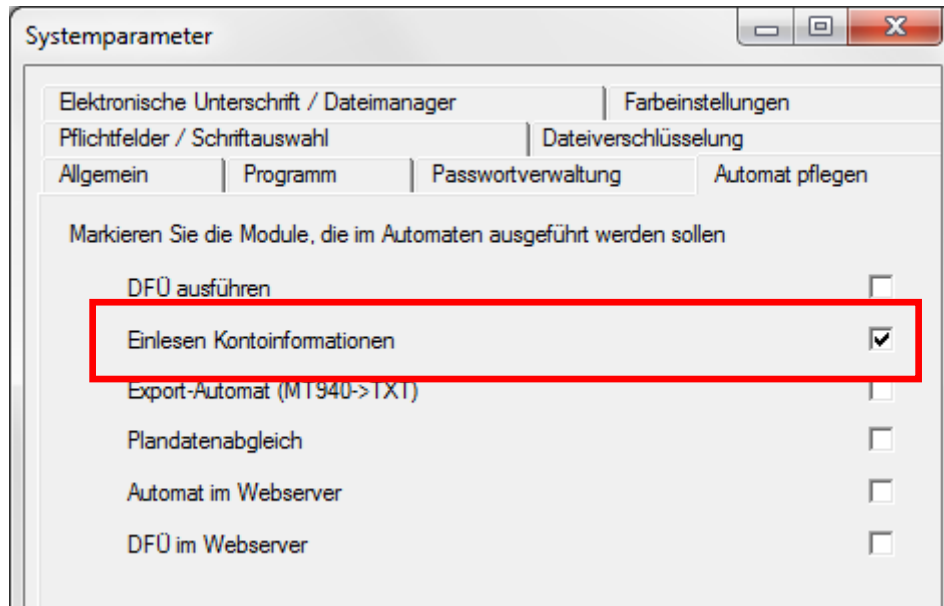 Systemparameter
Elektronische Unterschrift / Dateimanager Farbeinstellungen
Pflichtfelder / Schriftauswahl Dateiverschlüsselung
Allgemein Programm Passwortverwaltung Automat pflegen
Markieren Sie die Module, die im Automaten ausgeführt werden sollen
DFÜ ausführen
Einlesen Kontoinformationen
Export-Automat (MT940->TXT)
Plandatenabgleich
Automat im Webserver
DFÜ im Webserver